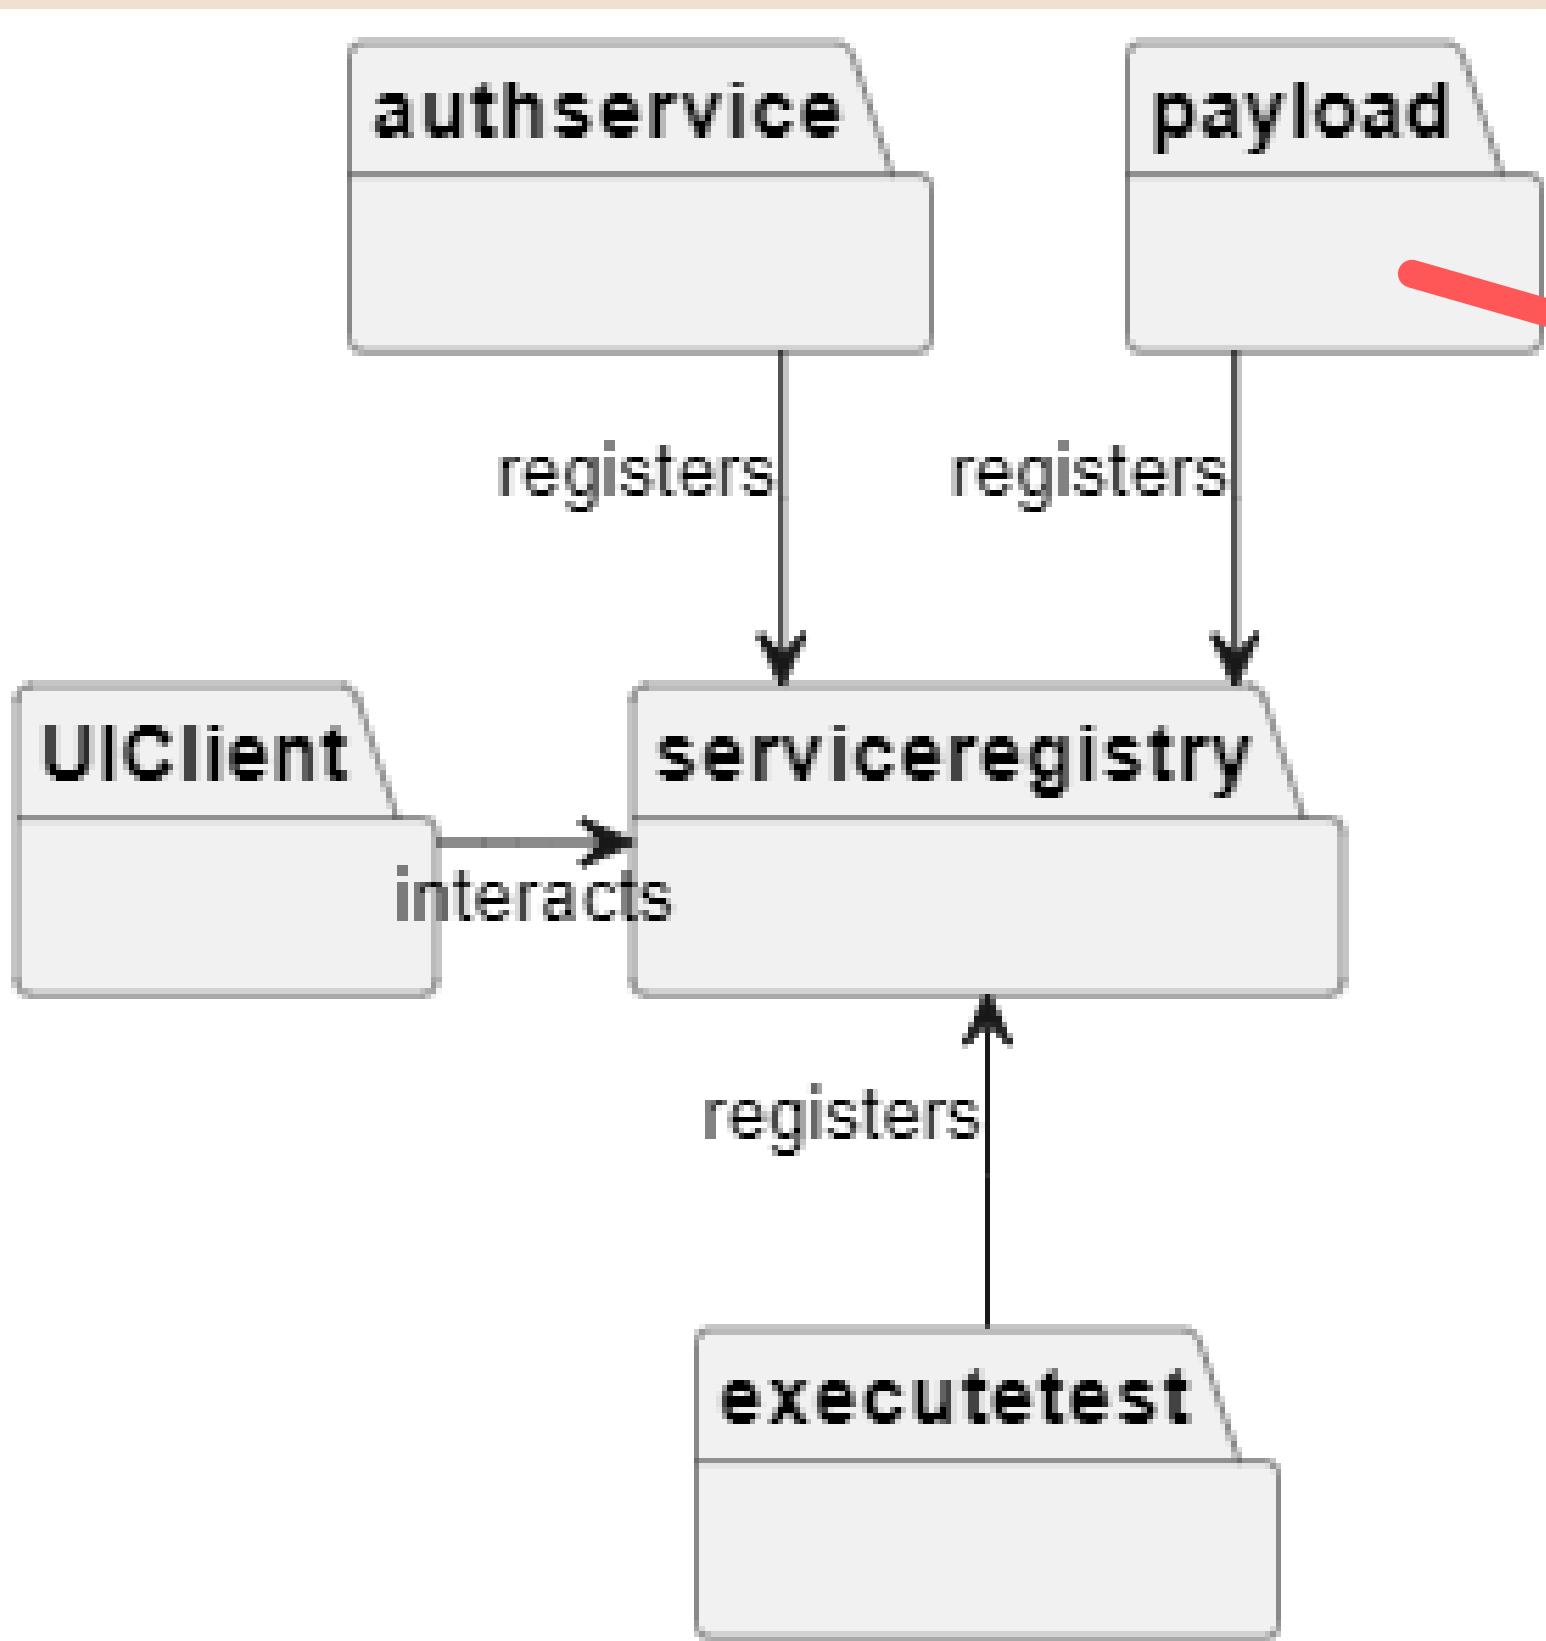 authservice
payload
registers
registers
UIClient
serviceregistry
interacts
registers
executetest